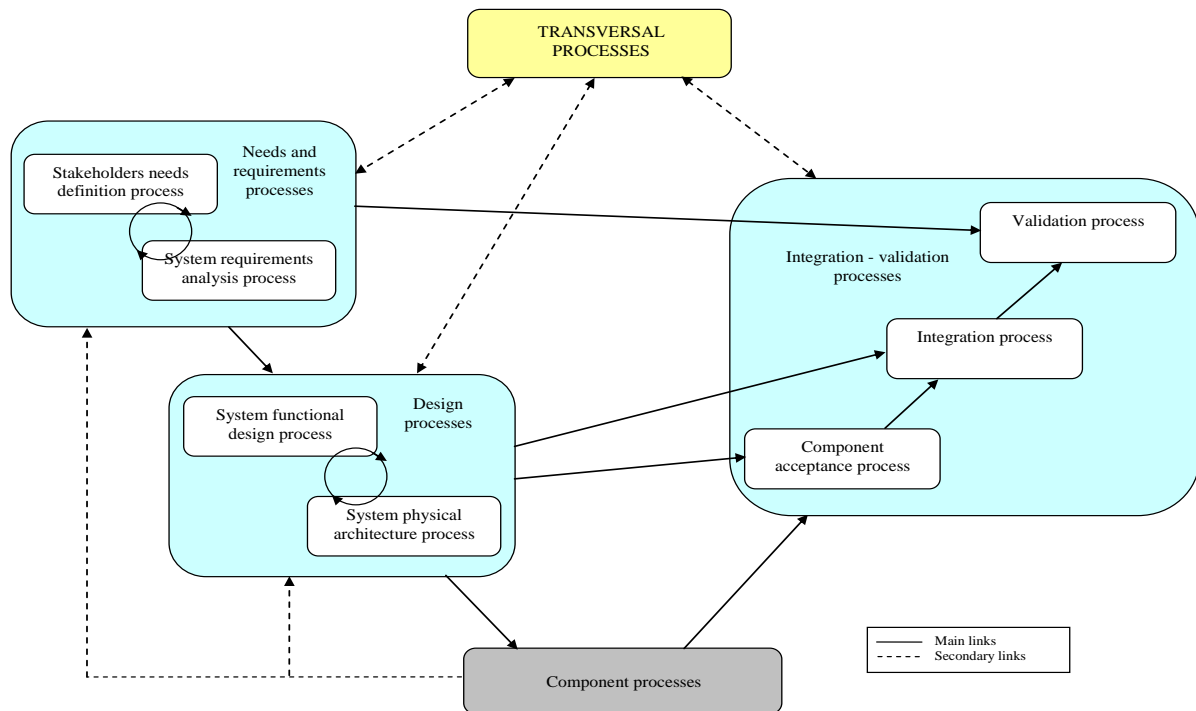 TRANSVERSAL
PROCESSES
Needs and
requirements
processes
Stakeholders needs
definition process
System requirements
analysis process
Validation process
Integration - validation
processes
Integration process
Design
processes
System functional
design process
Component
acceptance process
System physical
architecture process
Main links
Secondary links
Component processes